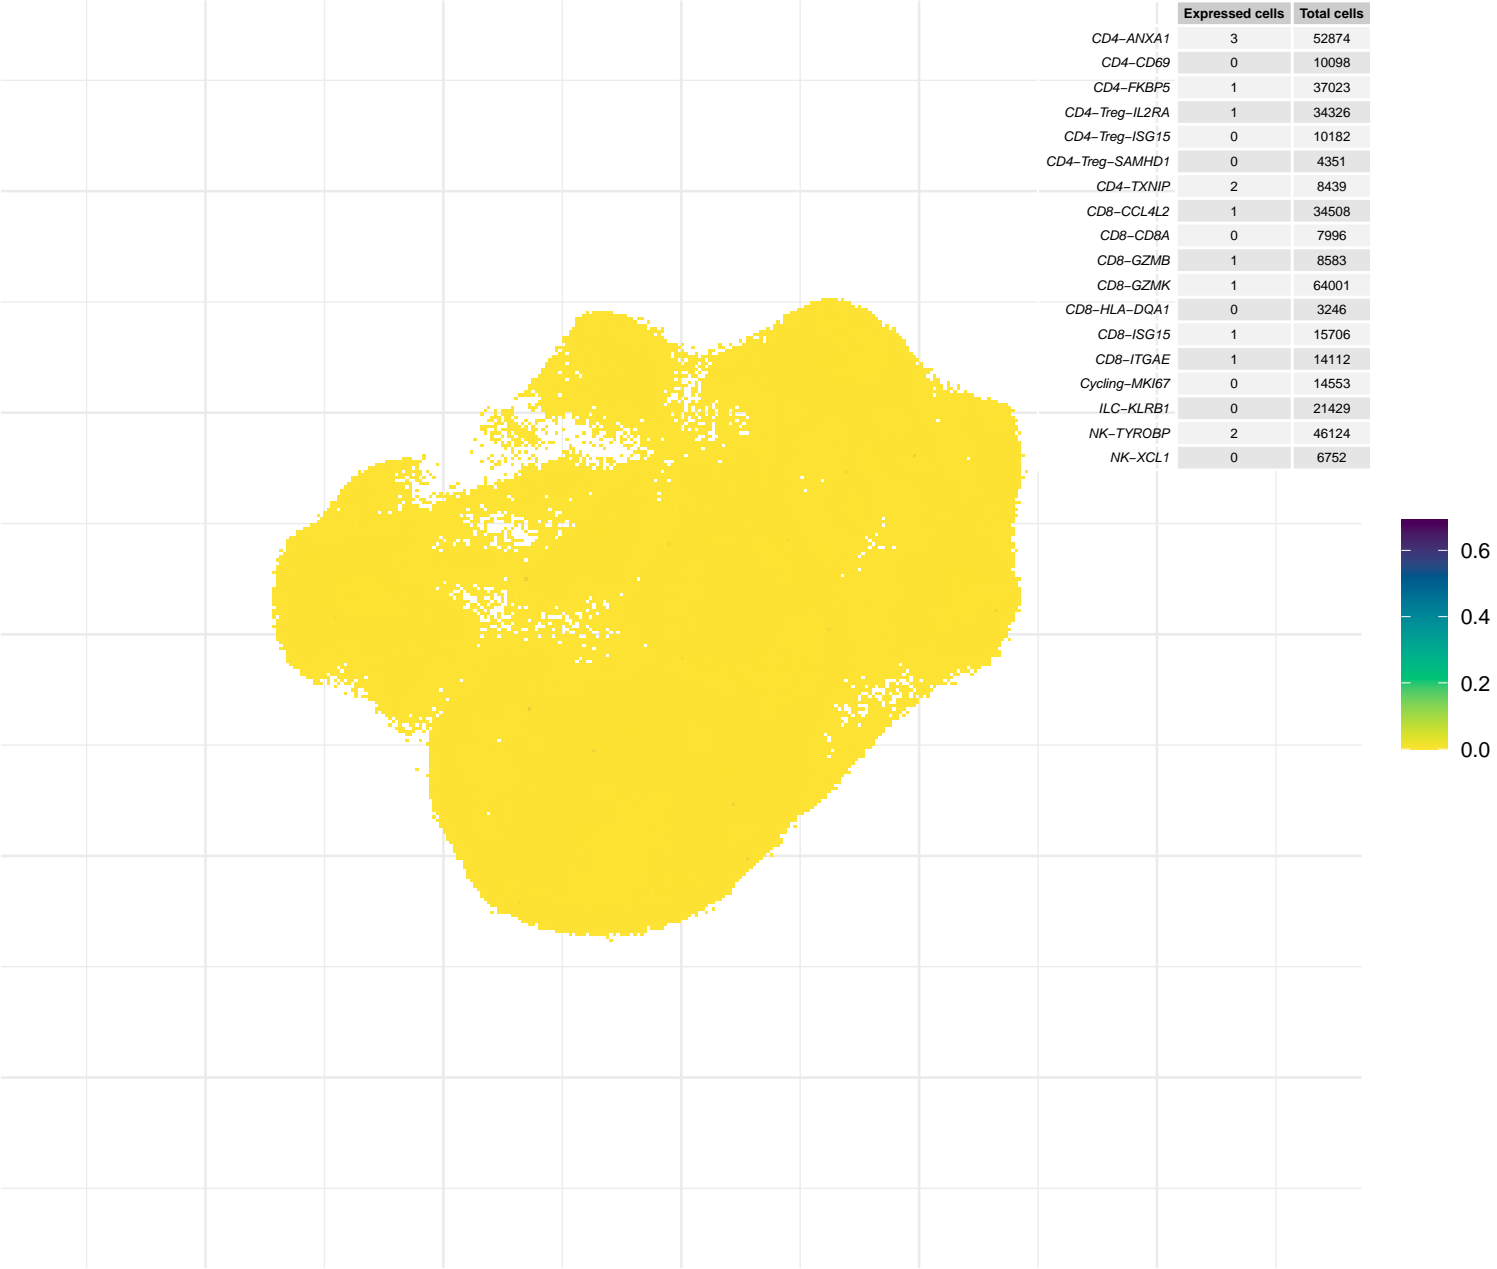 Expressed cells Total cells
CD4−ANXA1 3 52874
CD4−CD69 0 10098
CD4−FKBP5 1 37023
CD4−Treg−IL2RA 1 34326
CD4−Treg−ISG15 0 10182
CD4−Treg−SAMHD1 0 4351
CD4−TXNIP 2 8439
CD8−CCL4L2 1 34508
CD8−CD8A 0 7996
CD8−GZMB 1 8583
CD8−GZMK 1 64001
CD8−HLA−DQA1 0 3246
CD8−ISG15 1 15706
CD8−ITGAE 1 14112
Cycling−MKI67 0 14553
ILC−KLRB1 0 21429
NK−TYROBP 2 46124
NK−XCL1 0 6752
0.6
0.4
0.2
0.0